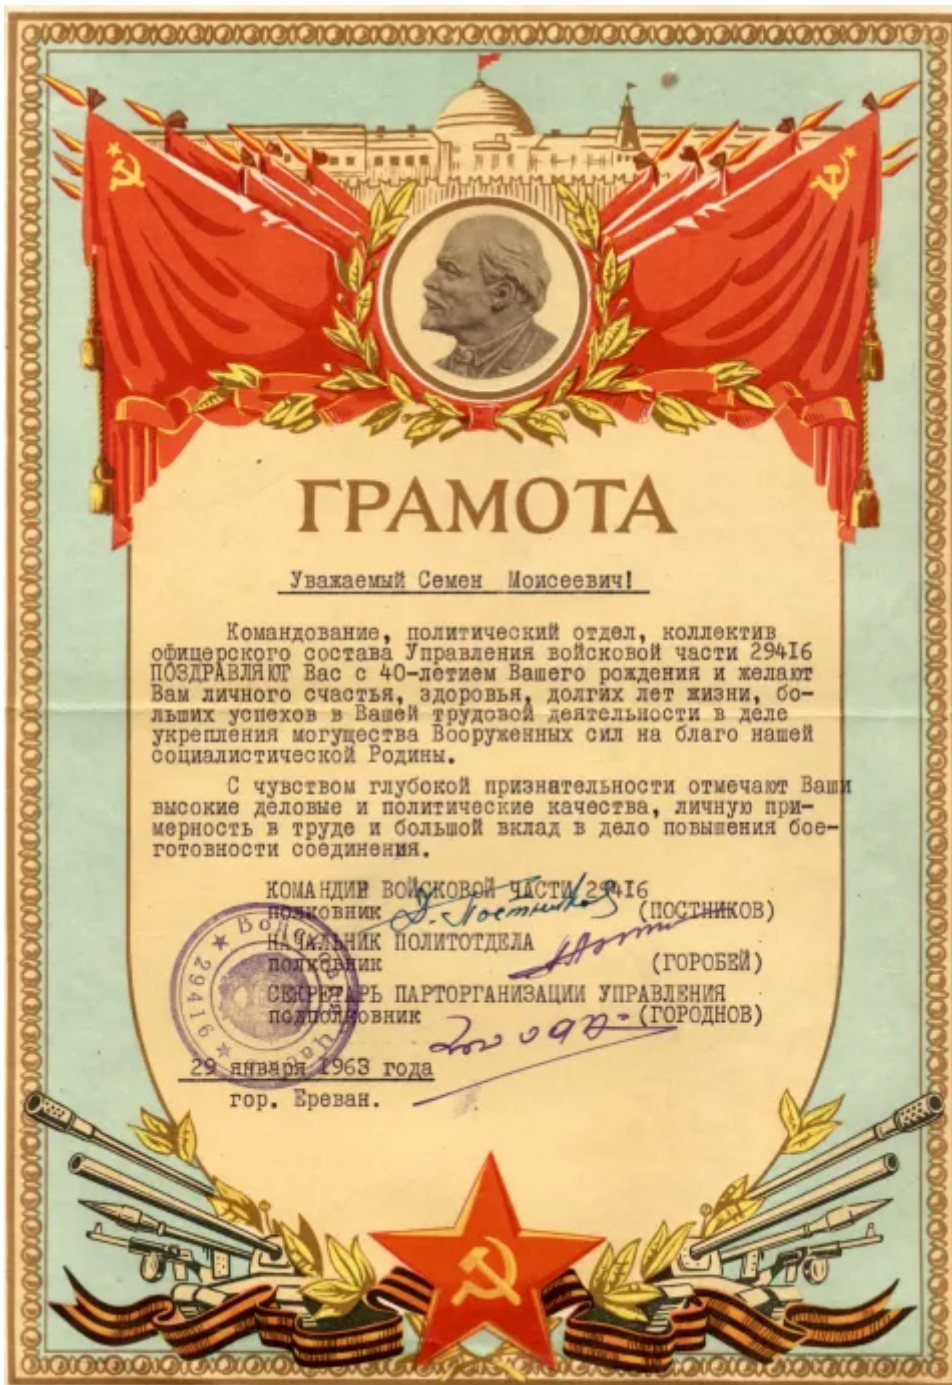 ГРАМОТА
Уважаемый Семен Моисеевич!
Командование, политический отдел, коллектив
офицерского состава Управления войсковой части 29416
ПОЗДРАВЛЯЮТ Вас с 40-летием Вашего рождения и желают
Вам личного счастья, здоровья, долгих лет жизни, бо-
льших успехов в Вашей трудовой деятельности в деле
укрепления могущества Вооруженных сил на благо нашей
социалистической Родины.
С чувством глубокой признательности отмечают Ваши
высокие деловые и политические качества, личную при-
мерность в труде и большой вклад в дело повышения бое-
готовности соединения.
КОМАНДИР ВОЙСКОВОЙ ЧАСТИ 29416
полковник Д. Постников (ПОСТНИКОВ)
НАЧАЛЬНИК ПОЛИТОТДЕЛА
полковник (ГОРОБЕЙ)
СЕКРЕТАРЬ ПАРТОРГАНИЗАЦИИ УПРАВЛЕНИЯ
подполковник (ГОРОДНОВ)
29 января 1963 года
гор. Ереван.